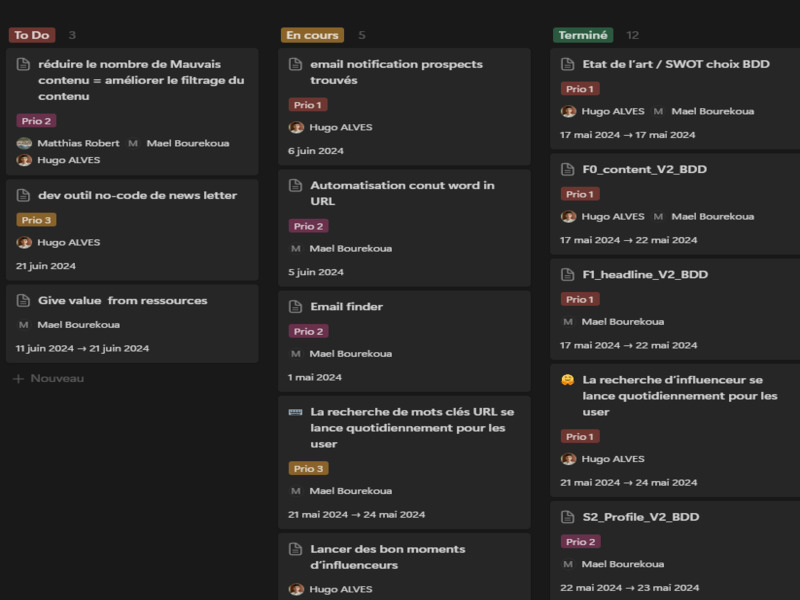 To Do 3
réduire le nombre de Mauvais
contenu = améliorer le filtrage du
contenu
Prio 2
Matthias Robert M Mael Bourekoua
Hugo ALVES
dev outil no-code de news letter
Prio 3
Hugo ALVES
21 juin 2024
Give value from ressources
M Mael Bourekoua
11 juin 2024 → 21 juin 2024
+ Nouveau
En cours 5
email notification prospects
trouvés
Prio 1
Hugo ALVES
6 juin 2024
Automatisation conut word in
URL
Prio 2
M Mael Bourekoua
5 juin 2024
Email finder
Prio 2
M Mael Bourekoua
1 mai 2024
La recherche de mots clés URL se
lance quotidiennement pour les
user
Prio 3
M Mael Bourekoua
21 mai 2024 → 24 mai 2024
Lancer des bon moments
d'influenceurs
Hugo ALVES
Terminé 12
Etat de l'art / SWOT choix BDD
Prio 1
Hugo ALVES M Mael Bourekoua
17 mai 2024 → 17 mai 2024
F0_content_V2_BDD
Prio 1
Hugo ALVES M Mael Bourekoua
17 mai 2024 → 22 mai 2024
F1_headline_V2_BDD
Prio 1
M Mael Bourekoua
17 mai 2024 → 22 mai 2024
La recherche d'influenceur se
lance quotidiennement pour les
user
Prio 1
Hugo ALVES
21 mai 2024 → 24 mai 2024
S2_Profile_V2_BDD
Prio 2
M Mael Bourekoua
22 mai 2024 → 23 mai 2024